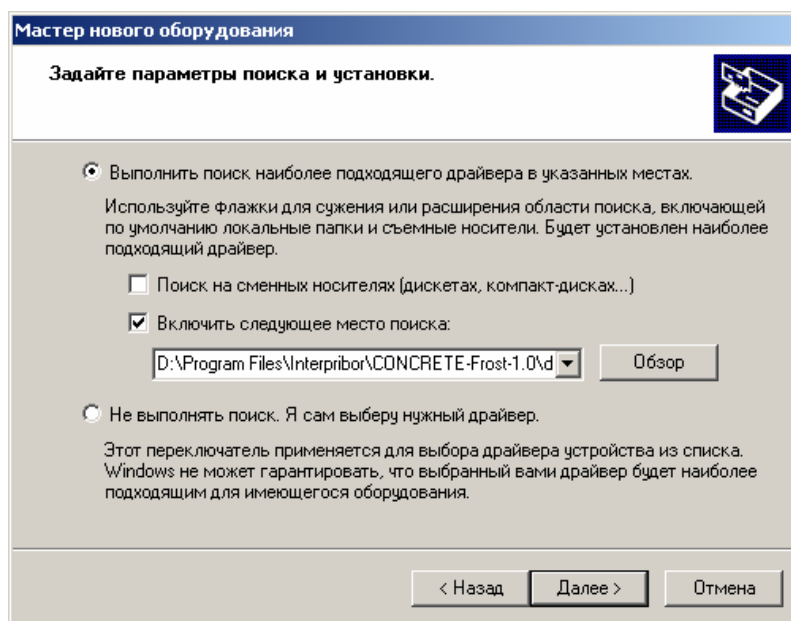 Мастер нового оборудования
Задайте параметры поиска и установки.
Выполнить поиск наиболее подходящего драйвера в указанных местах.
Используйте флажки для сужения или расширения области поиска, включающей
по умолчанию локальные папки и съемные носители. Будет установлен наиболее
подходящий драйвер.
Поиск на сменных носителях (дискетах, компакт-дисках...)
Включить следующее место поиска:
D:\Program Files\Interpribor\CONCRETE-Frost-1.0\d
Обзор
Не выполнять поиск. Я сам выберу нужный драйвер.
Этот переключатель применяется для выбора драйвера устройства из списка.
Windows не может гарантировать, что выбранный вами драйвер будет наиболее
подходящим для имеющегося оборудования.
< Назад Далее > Отмена